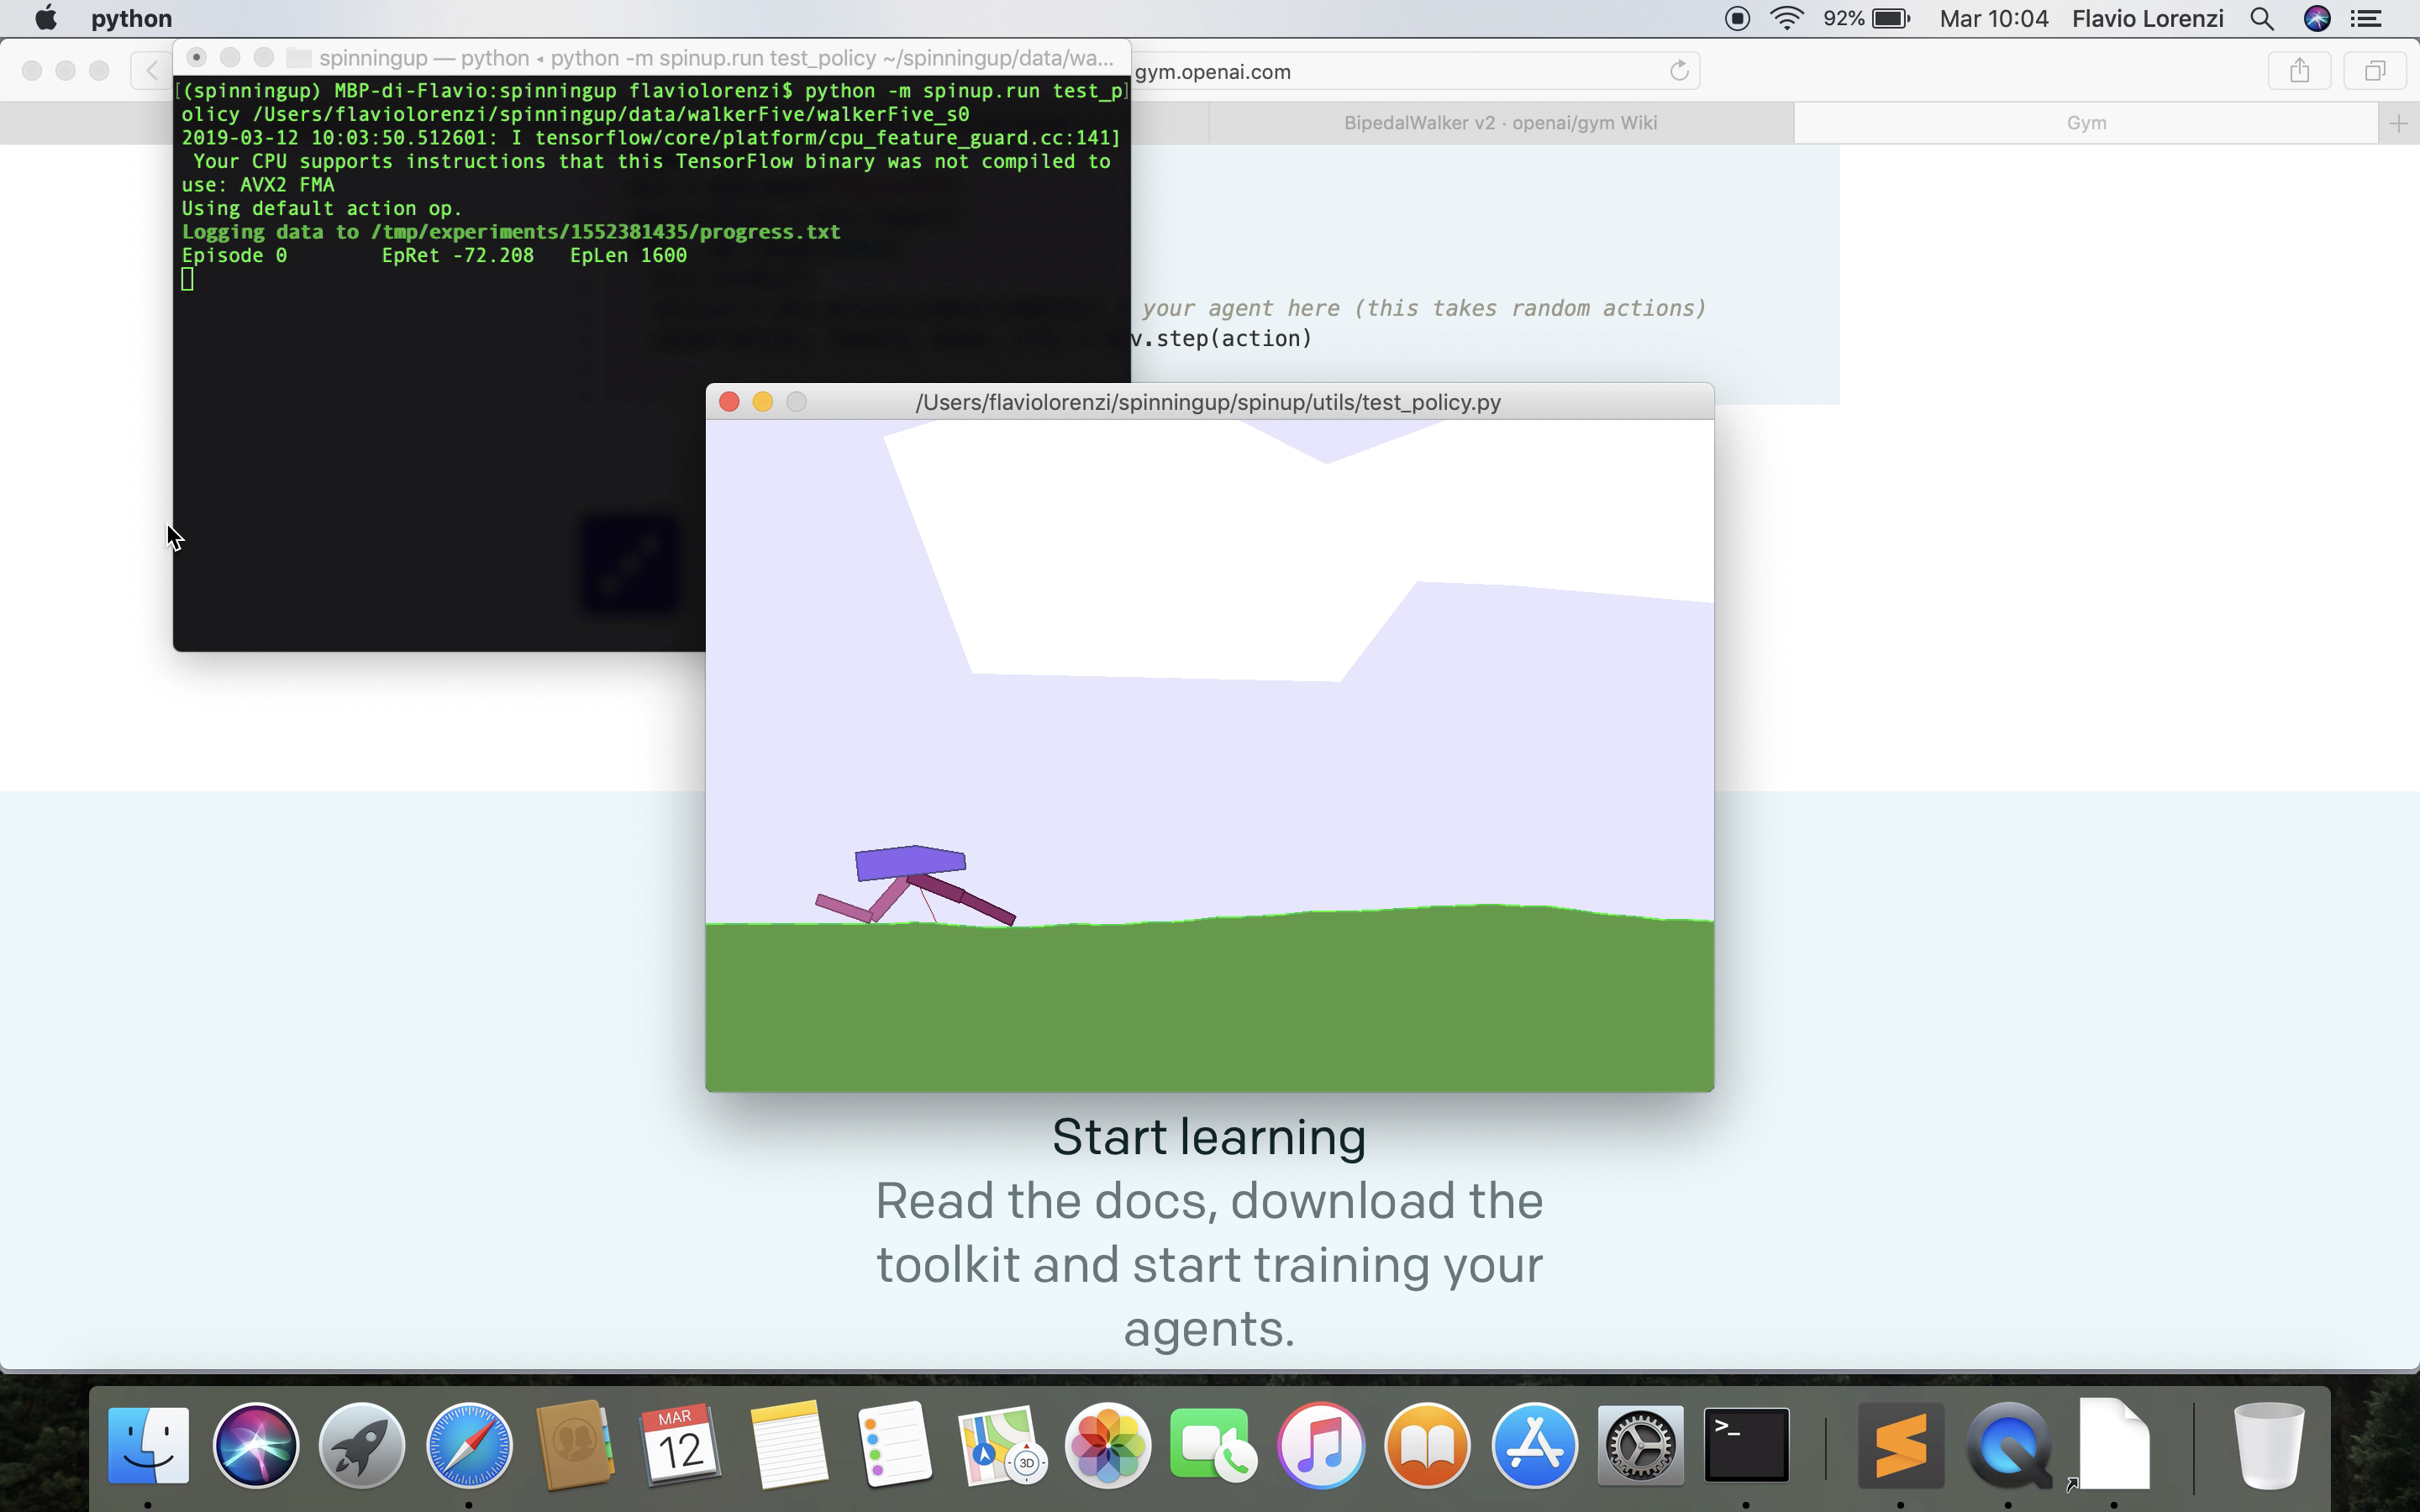 python
92%
Mar 10:04
Flavio Lorenzi
spinningup — python ◂ python -m spinup.run test_policy ~/spinningup/data/wa...
gym.openai.com
BipedalWalker v2 · openai/gym Wiki
Gym
[(spinningup) MBP-di-Flavio:spinningup flaviolorenzi$ python -m spinup.run test_p]
olicy /Users/flaviolorenzi/spinningup/data/walkerFive/walkerFive_s0
2019-03-12 10:03:50.512601: I tensorflow/core/platform/cpu_feature_guard.cc:141]
Your CPU supports instructions that this TensorFlow binary was not compiled to
use: AVX2 FMA
Using default action op.
Logging data to /tmp/experiments/1552381435/progress.txt
Episode 0 EpRet -72.208 EpLen 1600
your agent here (this takes random actions)
v.step(action)
/Users/flaviolorenzi/spinningup/spinup/utils/test_policy.py
Start learning
Read the docs, download the
toolkit and start training your
agents.
MAR
12
3D
>_